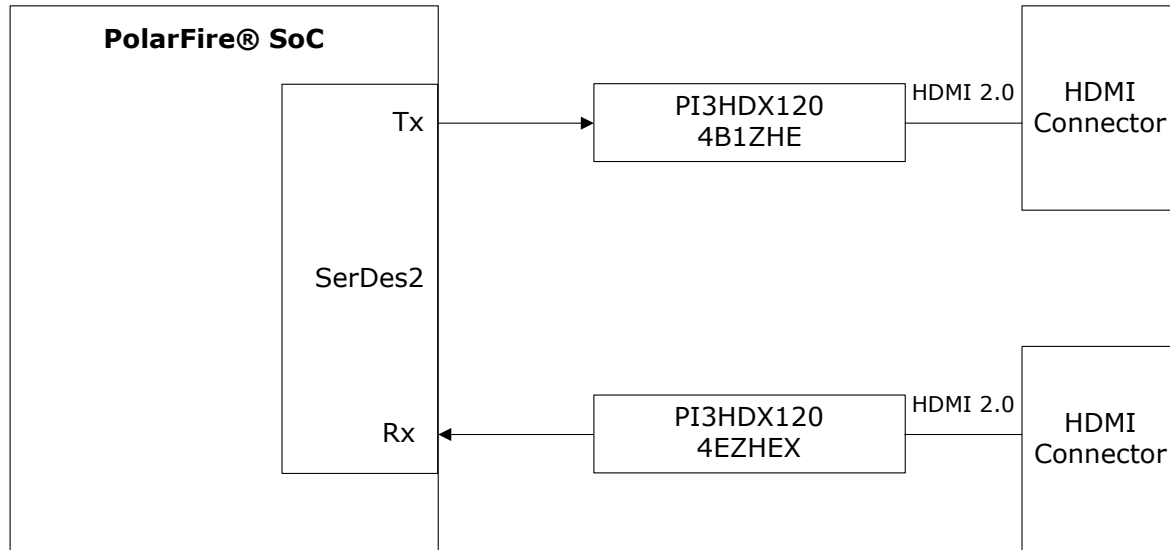 PolarFire® SoC
Tx
PI3HDX120
4B1ZHE
HDMI 2.0
HDMI
Connector
SerDes2
Rx
PI3HDX120
4EZHEX
HDMI 2.0
HDMI
Connector